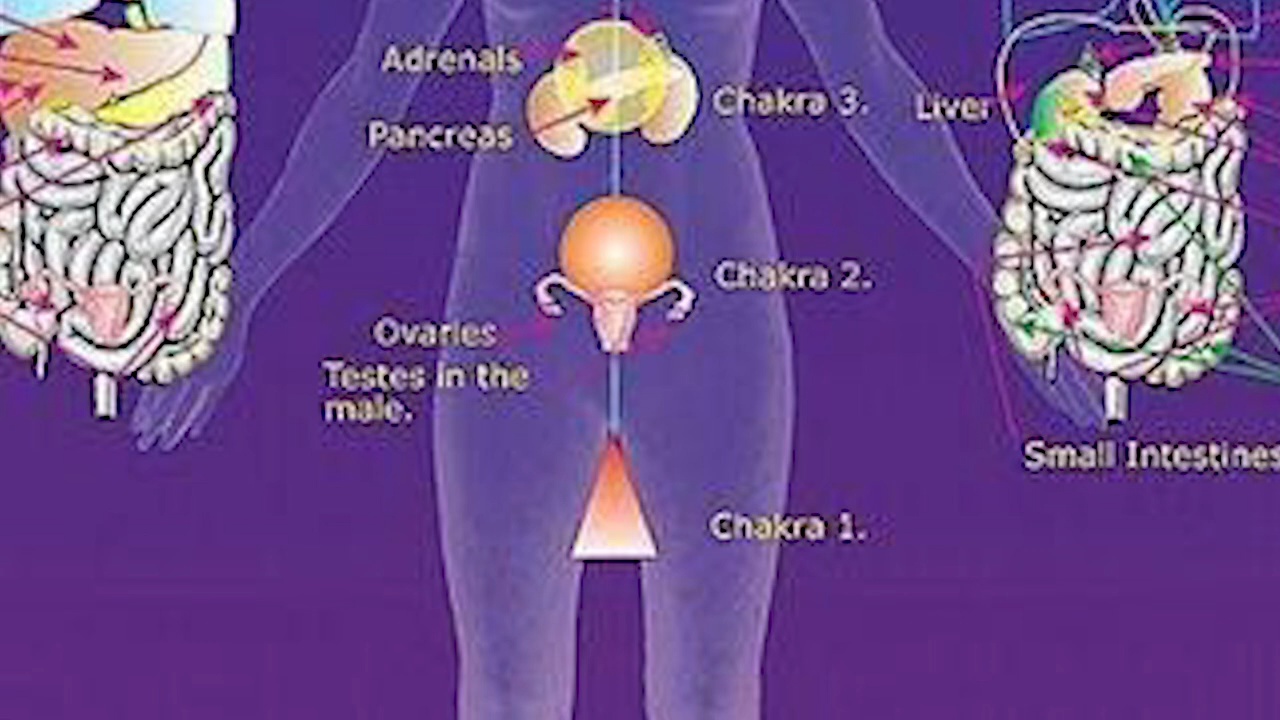 Adrenals
Pancreas
Chakra 3.
Liver
Chakra 2.
Ovaries
Testes in the
male.
Small Intestines
Chakra 1.